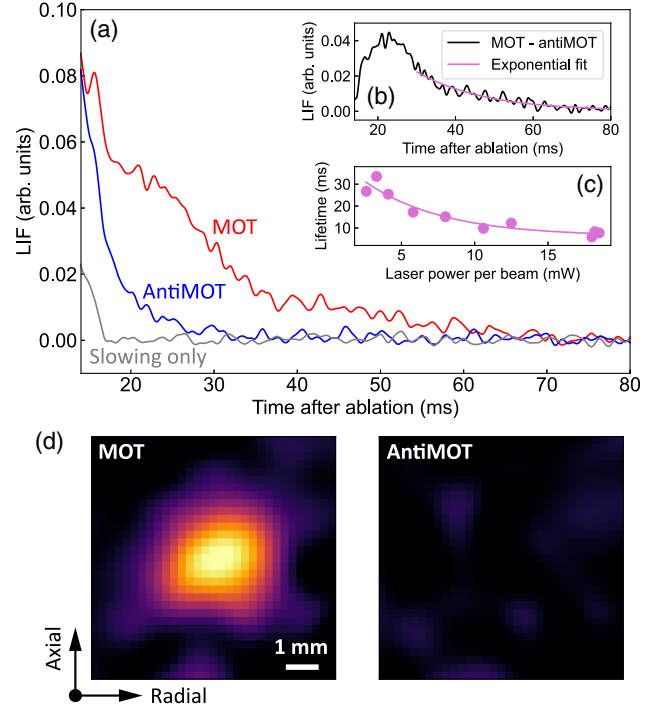 (a)
LIF (arb. units)
0.10
0.08
0.06
0.04
0.02
0.00
MOT
AntiMOT
Slowing only
20 30 40 50 60 70 80
Time after ablation (ms)
(b)
LIF (arb. units)
0.04
0.02
0.00
MOT - antiMOT
Exponential fit
20 40 60 80
Time after ablation (ms)
(c)
Lifetime (ms)
30
20
10
5 10 15
Laser power per beam (mW)
(d)
MOT
1 mm
AntiMOT
Axial
Radial